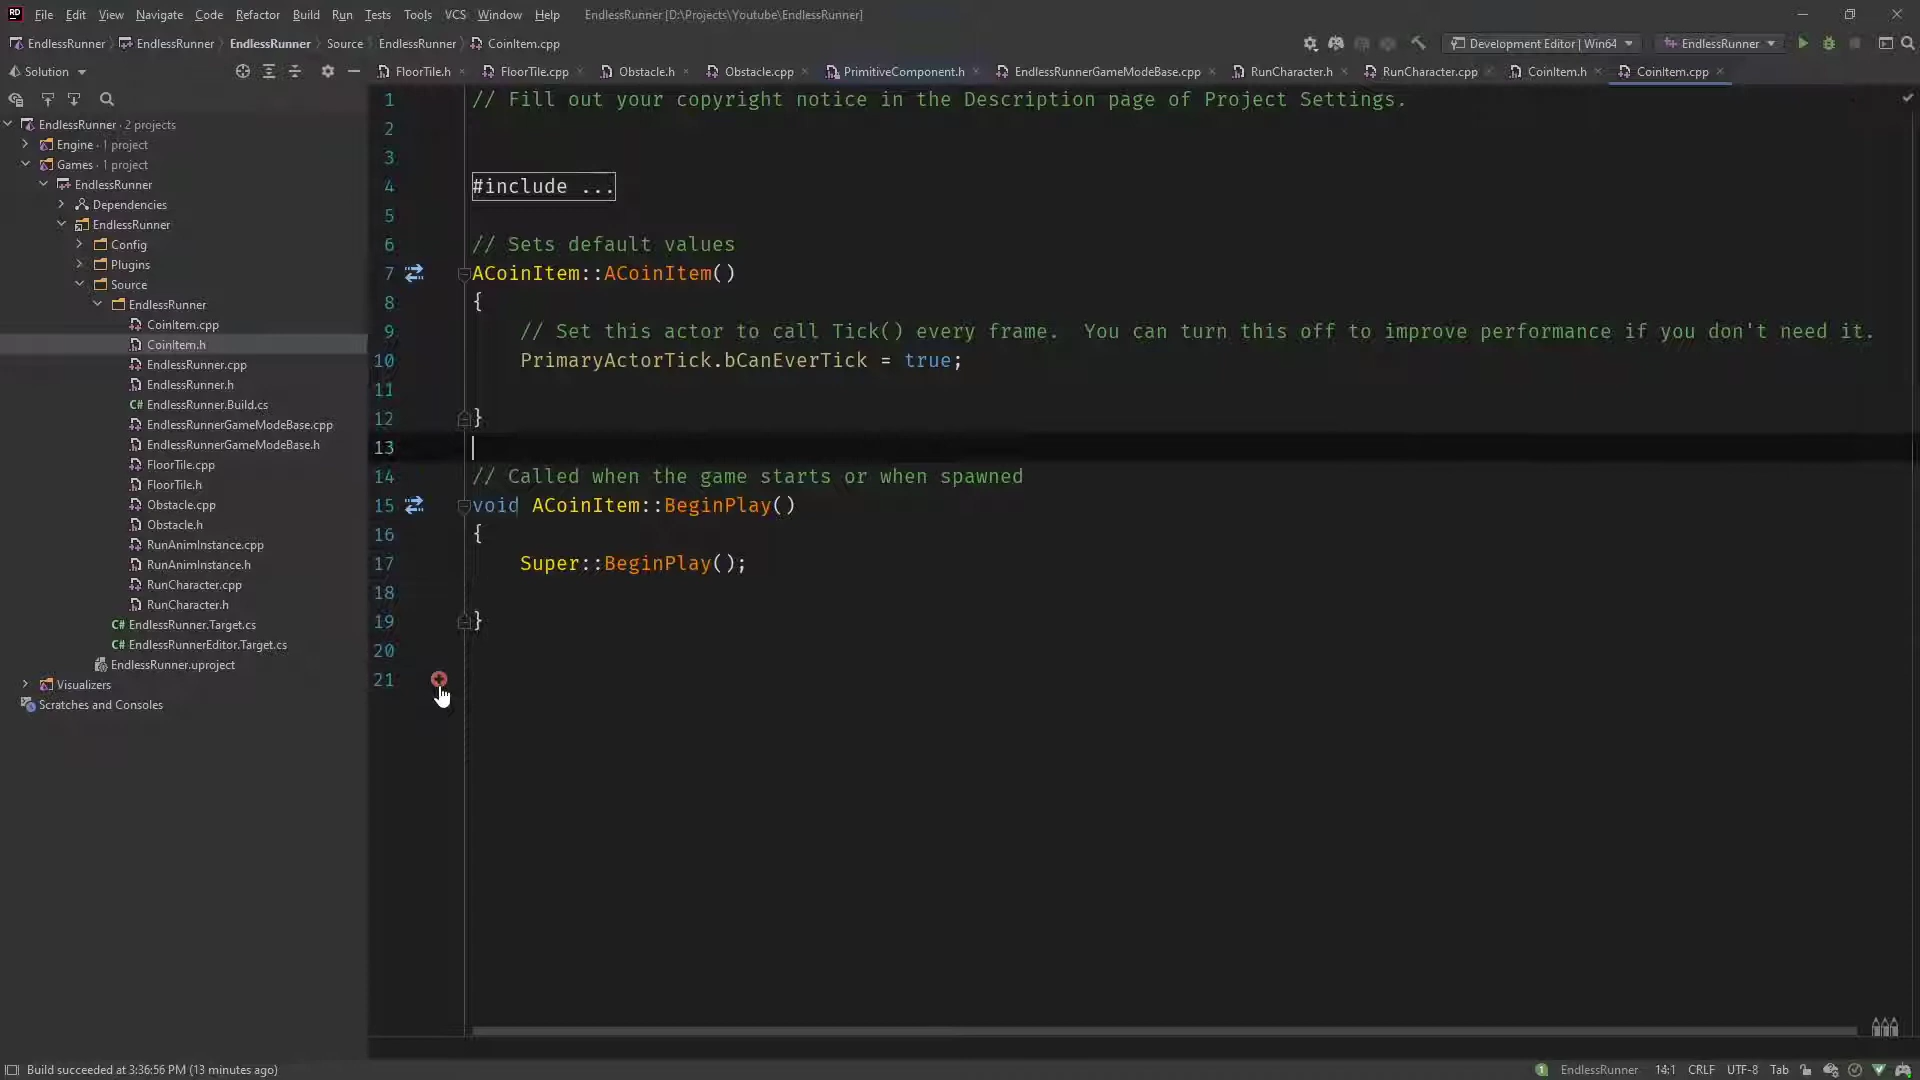 RD File Edit View Navigate Code Refactor Build Run Tests Tools VCS Window Help EndlessRunner [D:\Projects\Youtube\EndlessRunner]
EndlessRunner EndlessRunner EndlessRunner Source EndlessRunner CoinItem.cpp Development Editor | Win64 EndlessRunner
Solution FloorTile.h FloorTile.cpp Obstacle.h Obstacle.cpp PrimitiveComponent.h EndlessRunnerGameModeBase.cpp RunCharacter.h RunCharacter.cpp CoinItem.h CoinItem.cpp
EndlessRunner · 2 projects
Engine · 1 project
Games · 1 project
EndlessRunner
Dependencies
EndlessRunner
Config
Plugins
Source
EndlessRunner
CoinItem.cpp
CoinItem.h
EndlessRunner.cpp
EndlessRunner.h
C# EndlessRunner.Build.cs
EndlessRunnerGameModeBase.cpp
EndlessRunnerGameModeBase.h
FloorTile.cpp
FloorTile.h
Obstacle.cpp
Obstacle.h
RunAnimInstance.cpp
RunAnimInstance.h
RunCharacter.cpp
RunCharacter.h
C# EndlessRunner.Target.cs
C# EndlessRunnerEditor.Target.cs
EndlessRunner.uproject
Visualizers
Scratches and Consoles
1 // Fill out your copyright notice in the Description page of Project Settings.
2
3
4 #include ...
5
6 // Sets default values
7 ACoinItem::ACoinItem()
8 {
9 // Set this actor to call Tick() every frame.  You can turn this off to improve performance if you don't need it.
10 PrimaryActorTick.bCanEverTick = true;
11
12 }
13
14 // Called when the game starts or when spawned
15 void ACoinItem::BeginPlay()
16 {
17 Super::BeginPlay();
18
19 }
20
21
Build succeeded at 3:36:56 PM (13 minutes ago) 1 EndlessRunner 14:1 CRLF UTF-8 Tab